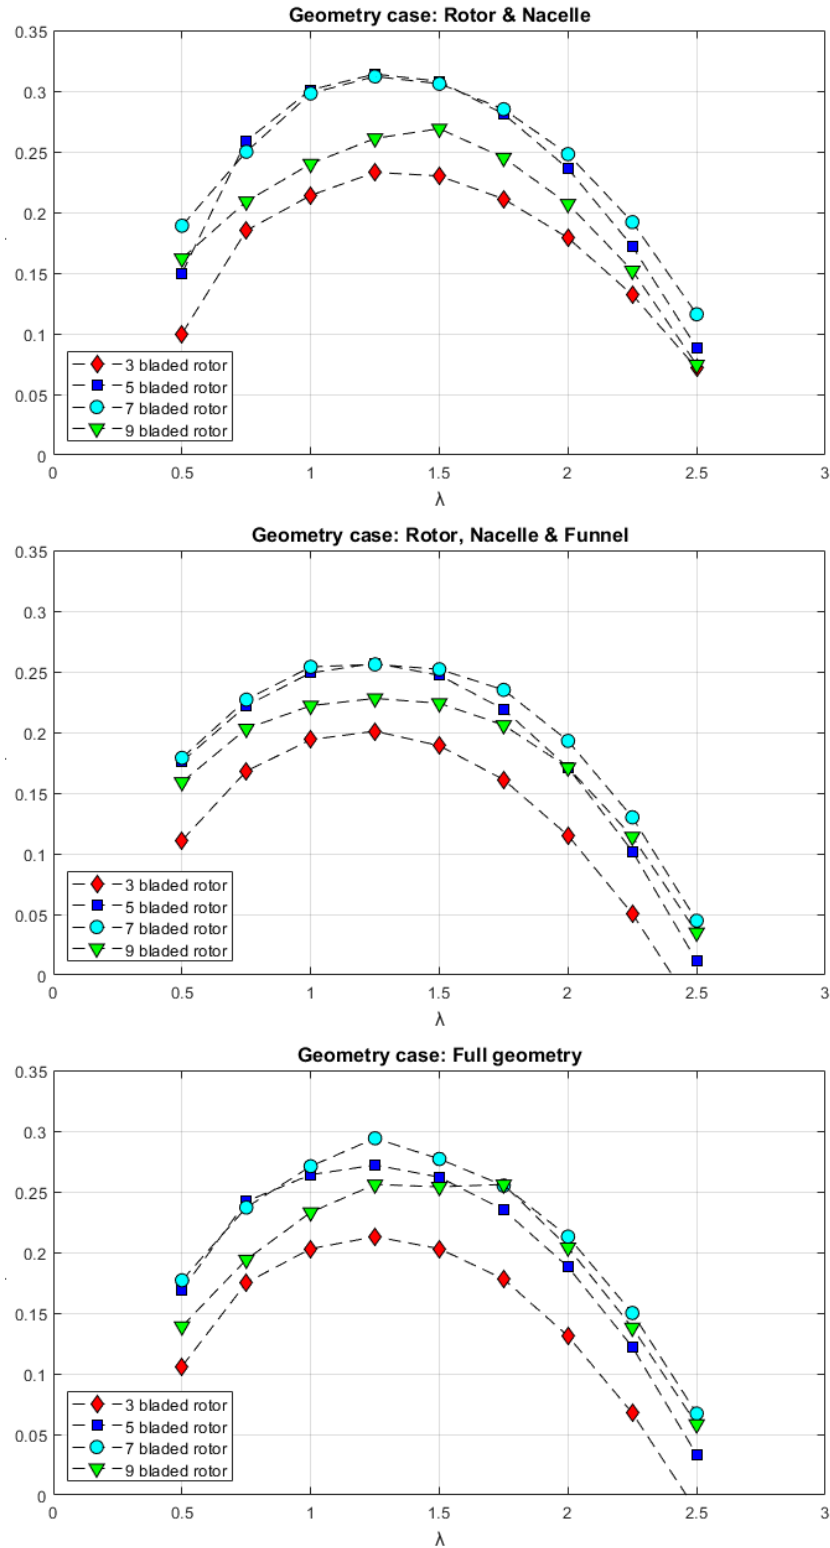 Geometry case: Rotor & Nacelle
0.35
0.3
0.25
0.2
0.15
0.1
0.05
0
3 bladed rotor
5 bladed rotor
7 bladed rotor
9 bladed rotor
0 0.5 1 1.5 2 2.5 3
λ
Geometry case: Rotor, Nacelle & Funnel
0.35
0.3
0.25
0.2
0.15
0.1
0.05
0
3 bladed rotor
5 bladed rotor
7 bladed rotor
9 bladed rotor
0 0.5 1 1.5 2 2.5 3
λ
Geometry case: Full geometry
0.35
0.3
0.25
0.2
0.15
0.1
0.05
0
3 bladed rotor
5 bladed rotor
7 bladed rotor
9 bladed rotor
0 0.5 1 1.5 2 2.5 3
λ